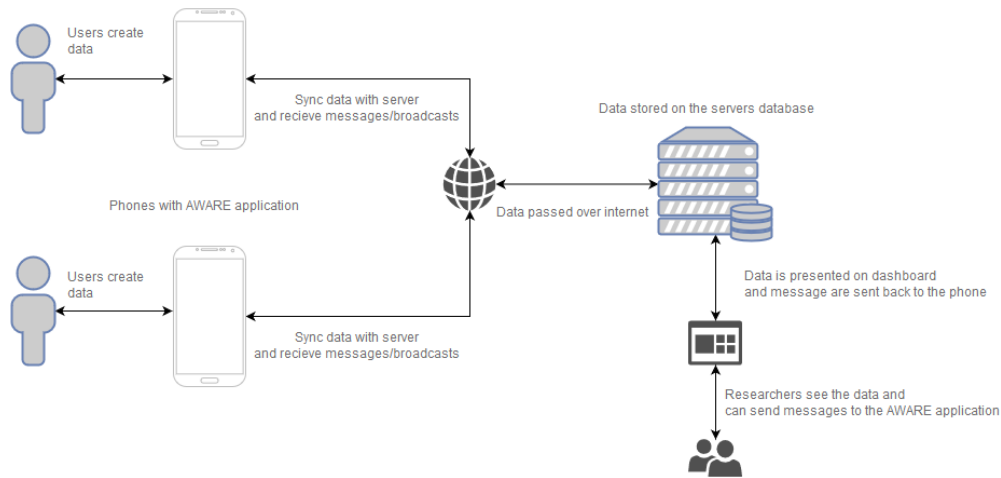 Users create
data
Sync data with server
and recieve messages/broadcasts
Data stored on the servers database
Phones with AWARE application
Data passed over internet
Users create
data
Sync data with server
and recieve messages/broadcasts
Data is presented on dashboard
and message are sent back to the phone
Researchers see the data and
can send messages to the AWARE application